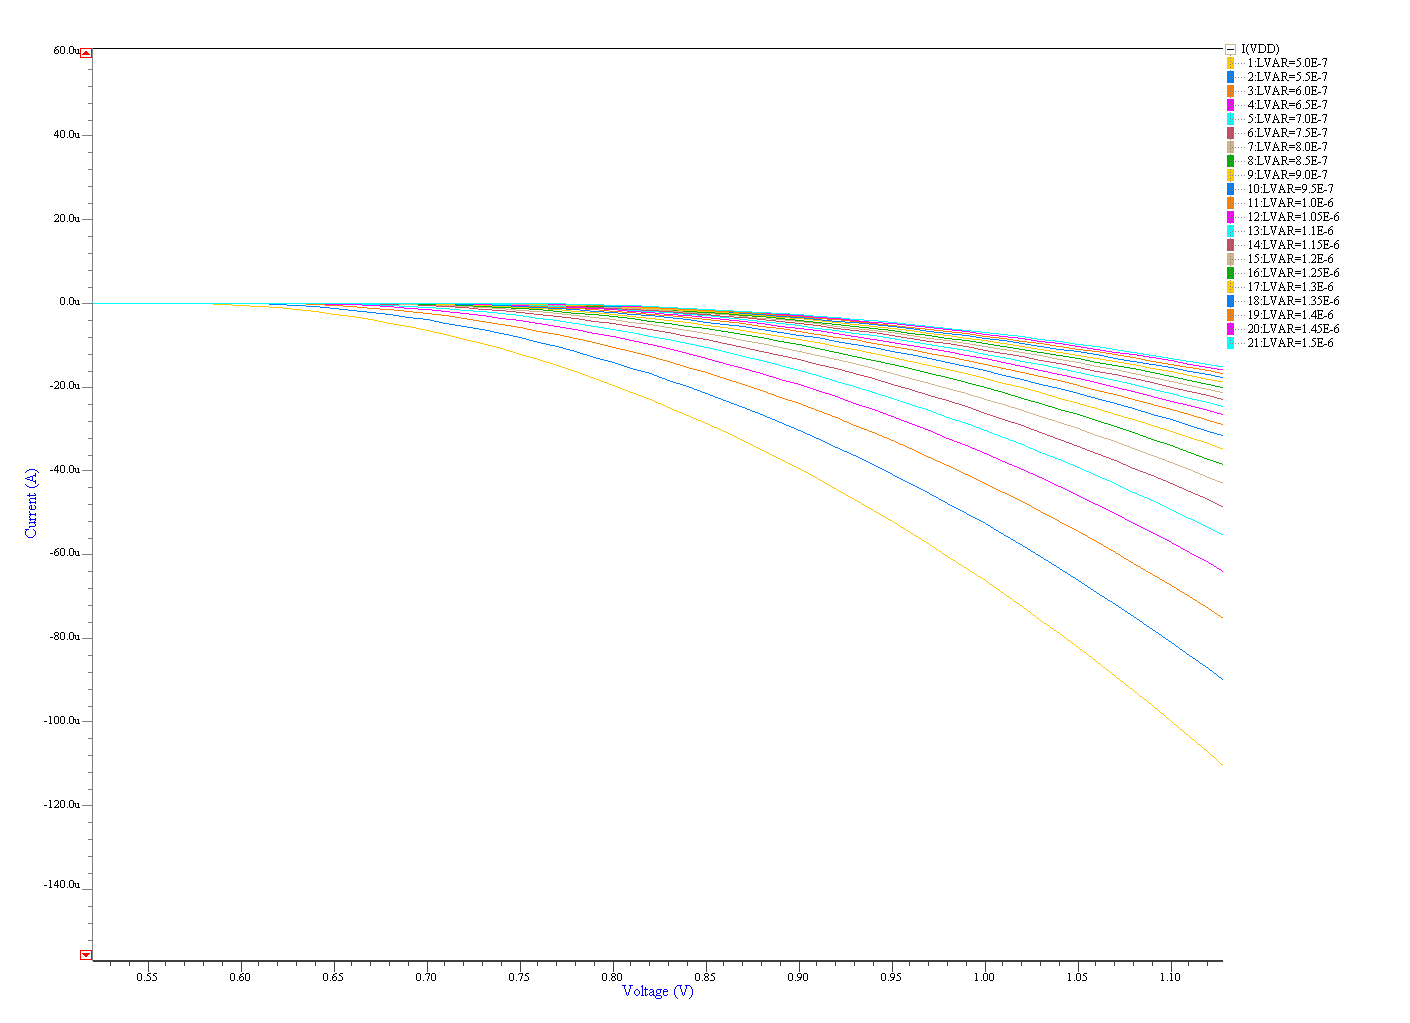 60.0u
40.0u
20.0u
0.0u
-20.0u
-40.0u
-60.0u
-80.0u
-100.0u
-120.0u
-140.0u
Current (A)
0.55 0.60 0.65 0.70 0.75 0.80 0.85 0.90 0.95 1.00 1.05 1.10
Voltage (V)
I(VDD)
1:LVAR=5.0E-7
2:LVAR=5.5E-7
3:LVAR=6.0E-7
4:LVAR=6.5E-7
5:LVAR=7.0E-7
6:LVAR=7.5E-7
7:LVAR=8.0E-7
8:LVAR=8.5E-7
9:LVAR=9.0E-7
10:LVAR=9.5E-7
11:LVAR=1.0E-6
12:LVAR=1.05E-6
13:LVAR=1.1E-6
14:LVAR=1.15E-6
15:LVAR=1.2E-6
16:LVAR=1.25E-6
17:LVAR=1.3E-6
18:LVAR=1.35E-6
19:LVAR=1.4E-6
20:LVAR=1.45E-6
21:LVAR=1.5E-6